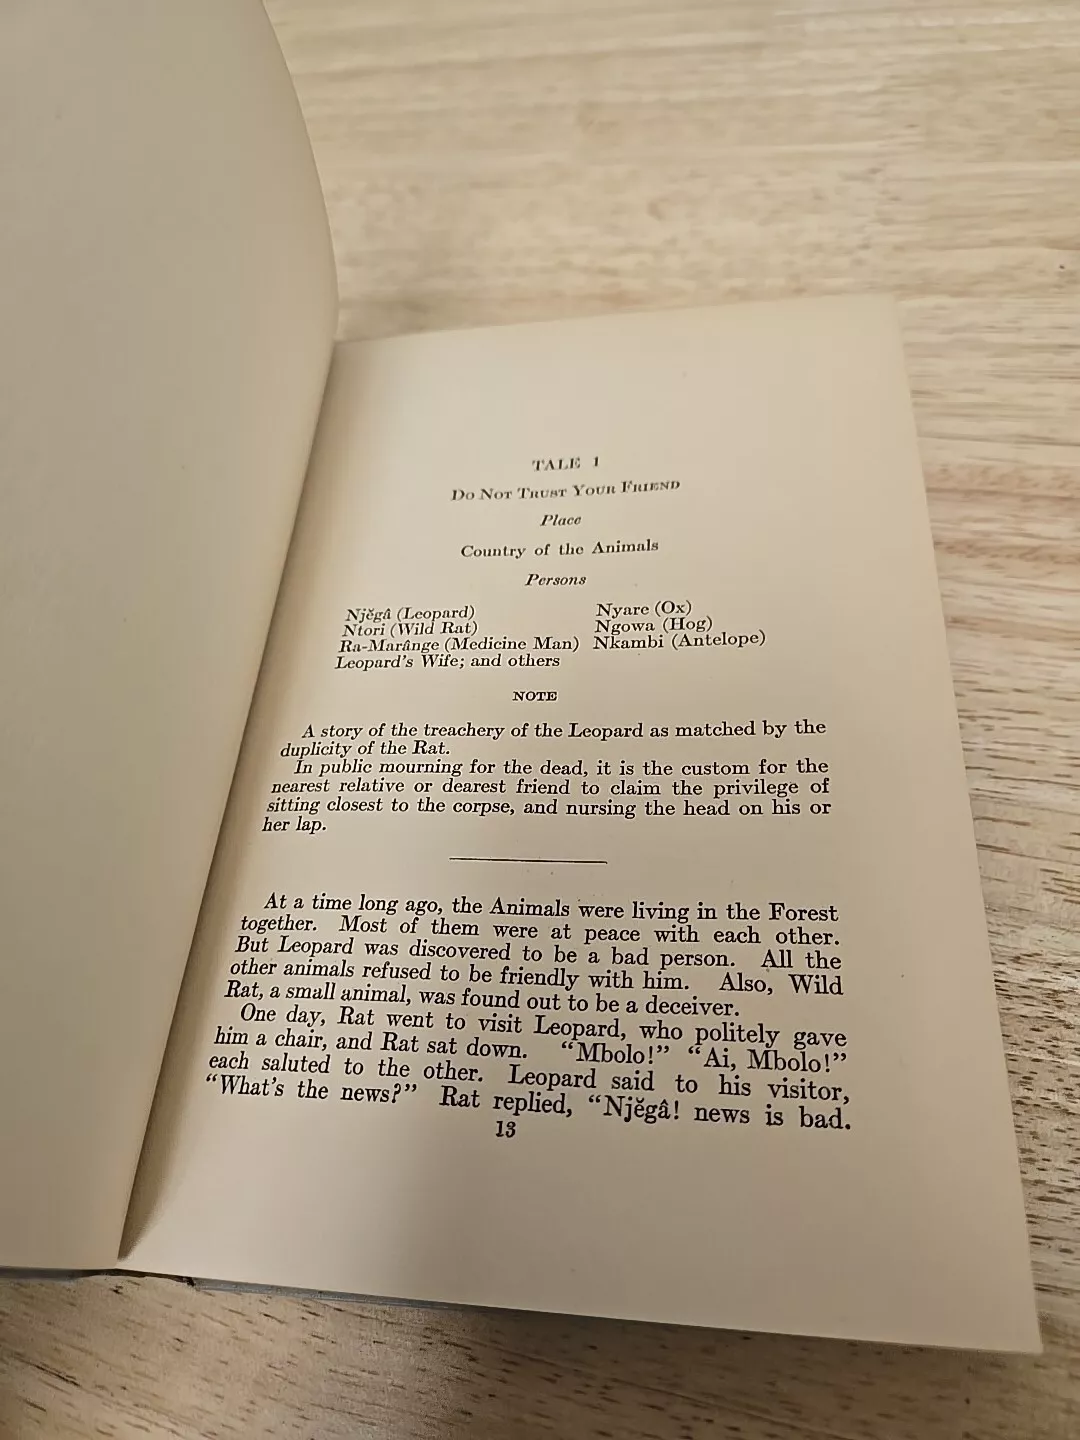 TALE 1
Do Not Trust Your Friend
Place
Country of the Animals
Persons
Njĕgâ (Leopard) Nyare (Ox)
Ntori (Wild Rat) Ngowa (Hog)
Ra-Marânge (Medicine Man) Nkambi (Antelope)
Leopard's Wife; and others
NOTE
A story of the treachery of the Leopard as matched by the
duplicity of the Rat.
In public mourning for the dead, it is the custom for the
nearest relative or dearest friend to claim the privilege of
sitting closest to the corpse, and nursing the head on his or
her lap.
At a time long ago, the Animals were living in the Forest
together. Most of them were at peace with each other.
But Leopard was discovered to be a bad person. All the
other animals refused to be friendly with him. Also, Wild
Rat, a small animal, was found out to be a deceiver.
One day, Rat went to visit Leopard, who politely gave
him a chair, and Rat sat down. "Mbolo!" "Ai, Mbolo!"
each saluted to the other. Leopard said to his visitor,
"What's the news?" Rat replied, "Njĕgâ! news is bad.
13